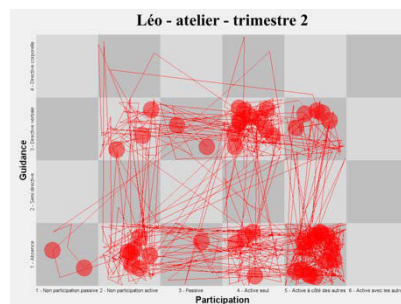 Léo - atelier - trimestre 2
4 - Directive corporelle
3 - Directive verbale
2 - Semi directive
1 - Absence
Guidance
1 - Non participation passive
2 - Non participation active
3 - Passive
4 - Active seul
5 - Active à côté des autres
6 - Active avec les autres
Participation